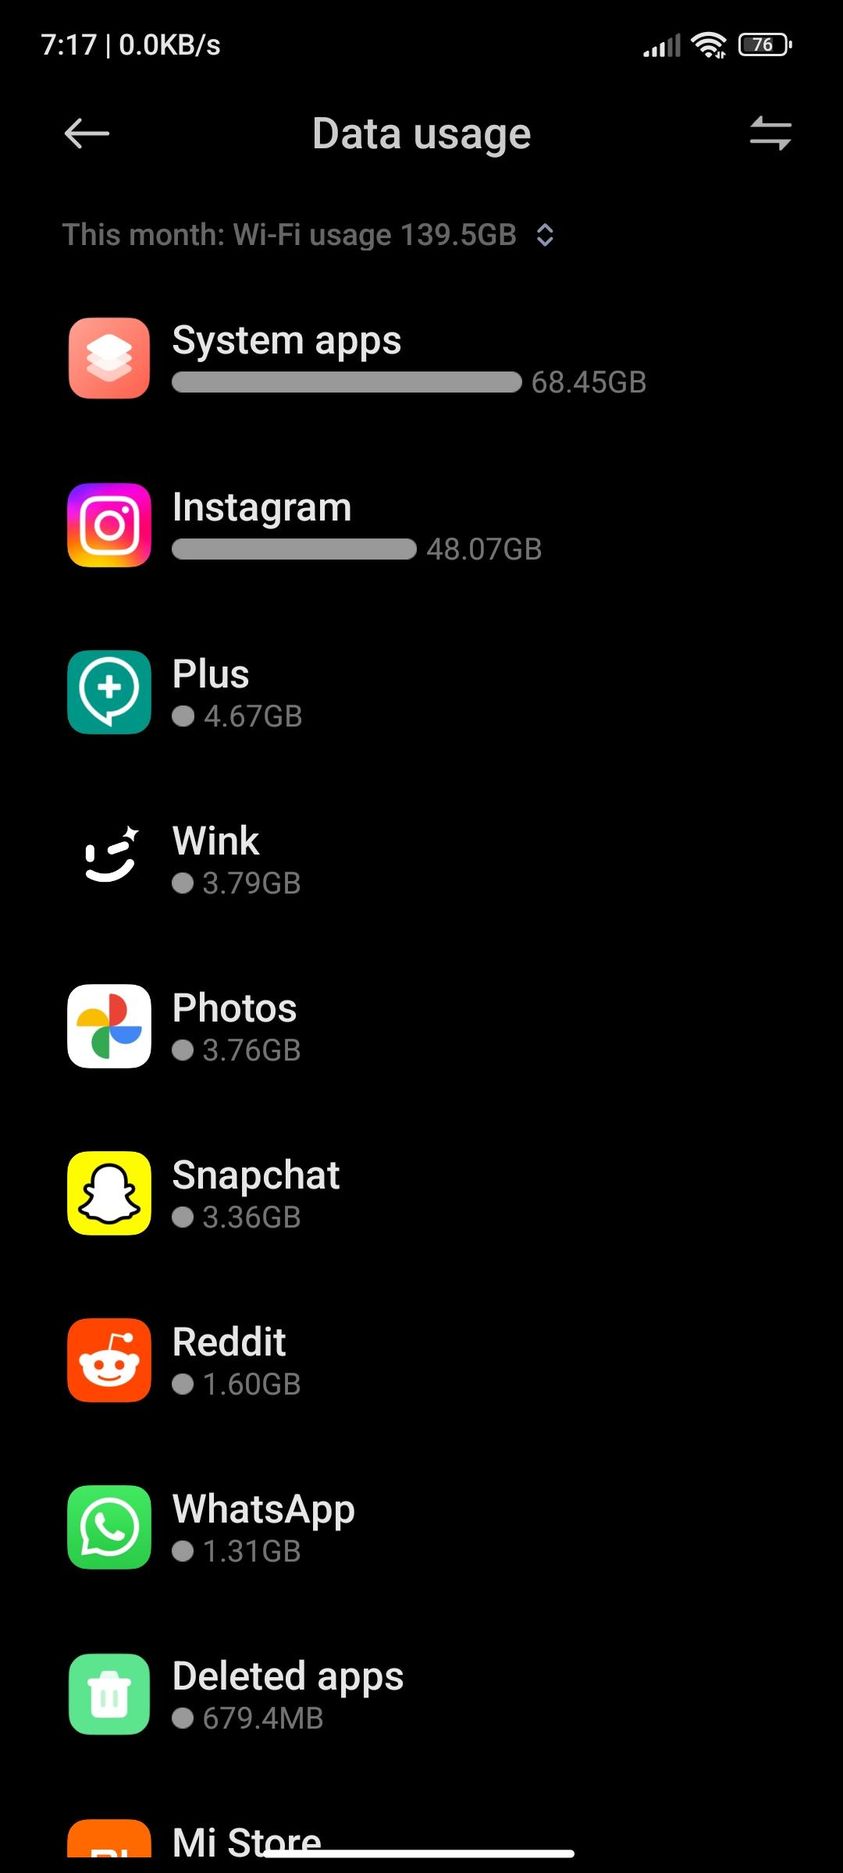 7:17 | 0.0KB/s
76
Data usage
This month: Wi-Fi usage 139.5GB
System apps
68.45GB
Instagram
48.07GB
Plus
4.67GB
Wink
3.79GB
Photos
3.76GB
Snapchat
3.36GB
Reddit
1.60GB
WhatsApp
1.31GB
Deleted apps
679.4MB
Mi Store